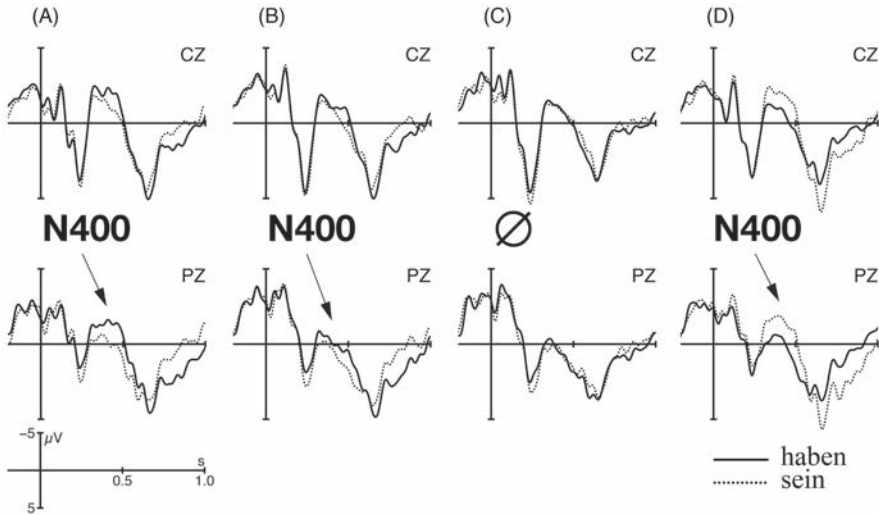 (A) (B) (C) (D)
CZ CZ CZ CZ
N400 N400 ∅ N400
PZ PZ PZ PZ
−5 µV
s
0.5 1.0
5
haben
sein